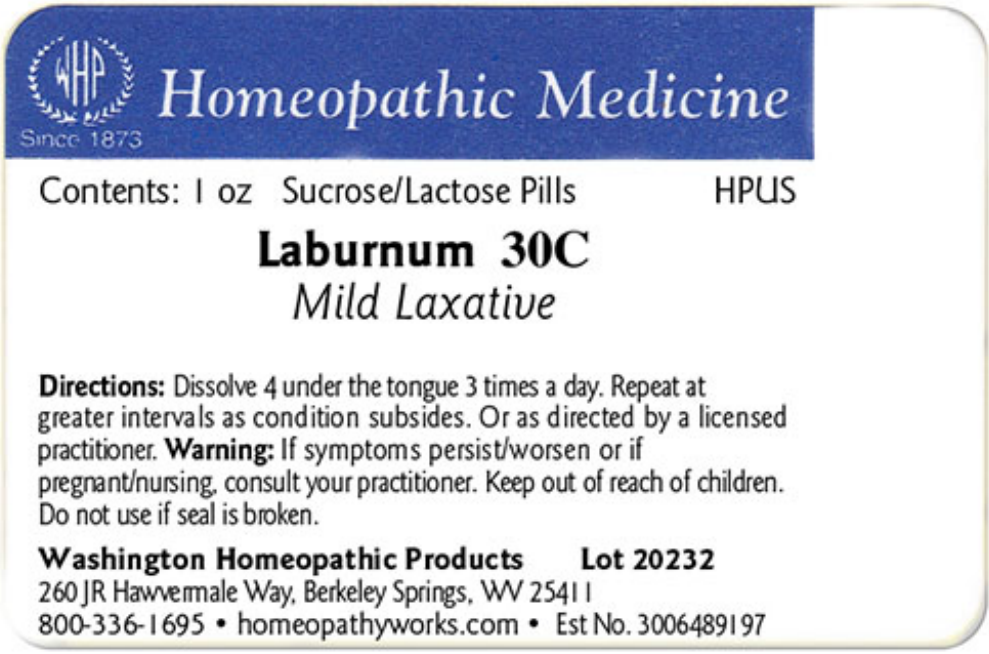 WHP
Since 1873
Homeopathic Medicine
Contents: 1 oz Sucrose/Lactose Pills HPUS
Laburnum 30C
Mild Laxative
Directions: Dissolve 4 under the tongue 3 times a day. Repeat at
greater intervals as condition subsides. Or as directed by a licensed
practitioner. Warning: If symptoms persist/worsen or if
pregnant/nursing, consult your practitioner. Keep out of reach of children.
Do not use if seal is broken.
Washington Homeopathic Products Lot 20232
260 JR Hawvermale Way, Berkeley Springs, WV 25411
800-336-1695 • homeopathyworks.com • Est No. 3006489197